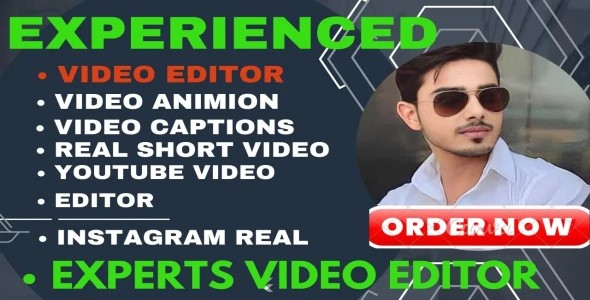 EXPERIENCED
• VIDEO EDITOR
• VIDEO ANIMION
• VIDEO CAPTIONS
• REAL SHORT VIDEO
• YOUTUBE VIDEO
• EDITOR
• INSTAGRAM REAL
ORDER NOW
• EXPERTS VIDEO EDITOR